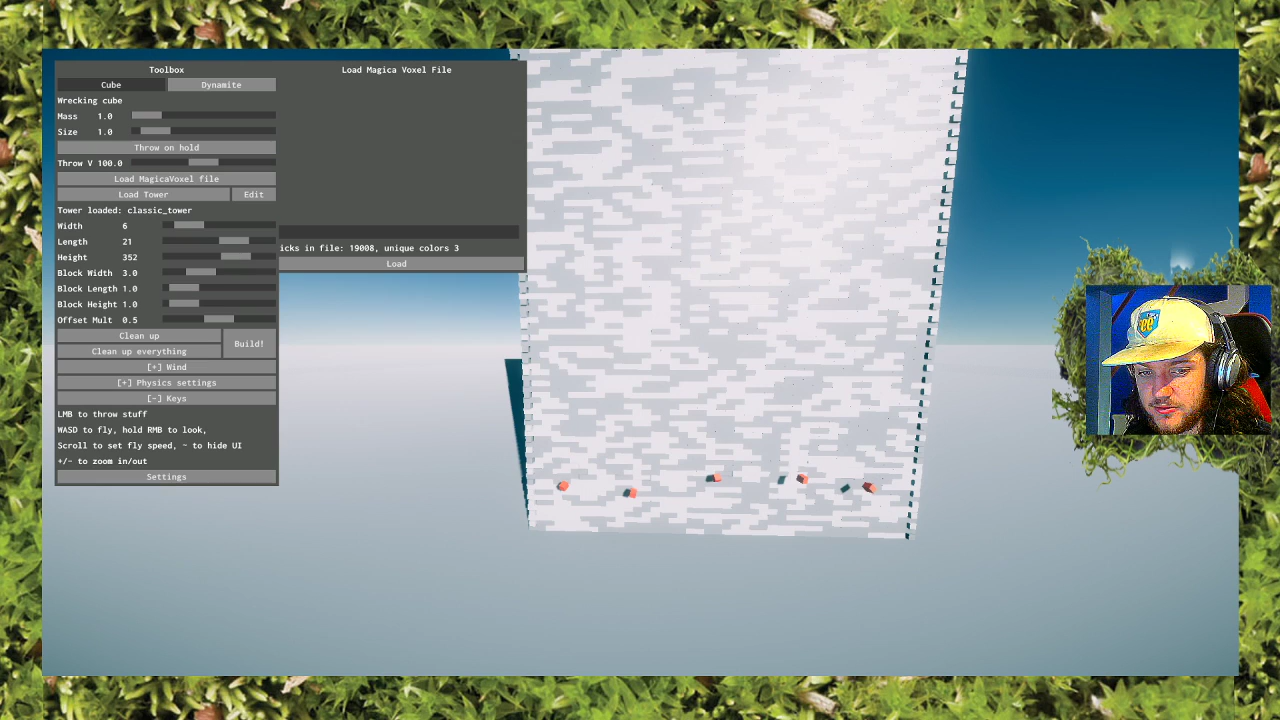 Toolbox
Cube Dynamite
Wrecking cube
Mass 1.0
Size 1.0
Throw on hold
Throw V 100.0
Load MagicaVoxel file
Load Tower Edit
Tower loaded: classic_tower
Width 6
Length 21
Height 352
Block Width 3.0
Block Length 1.0
Block Height 1.0
Offset Mult 0.5
Clean up
Clean up everything
Build!
[+] Wind
[+] Physics settings
[-] Keys
LMB to throw stuff
WASD to fly, hold RMB to look,
Scroll to set fly speed, ~ to hide UI
+/- to zoom in/out
Settings
Load Magica Voxel File
icks in file: 19008, unique colors 3
Load